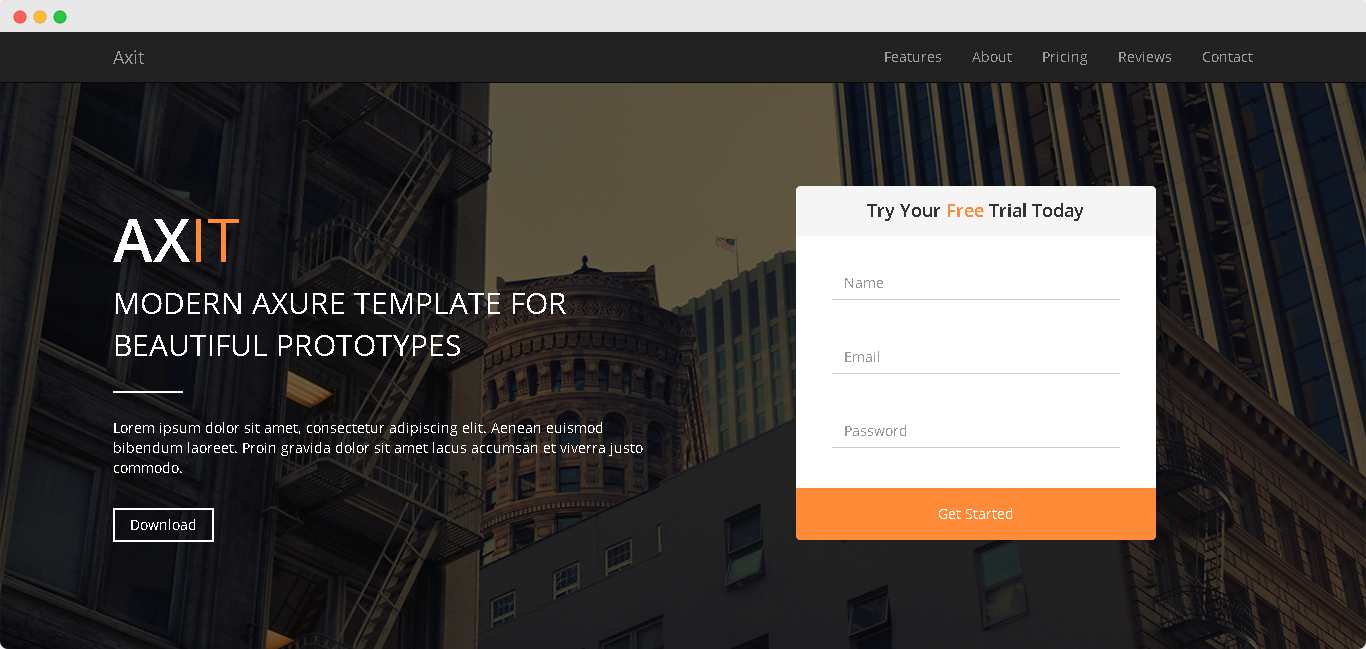 Axit
Features
About
Pricing
Reviews
Contact
AXIT
MODERN AXURE TEMPLATE FOR
BEAUTIFUL PROTOTYPES
Lorem ipsum dolor sit amet, consectetur adipiscing elit. Aenean euismod
bibendum laoreet. Proin gravida dolor sit amet lacus accumsan et viverra justo
commodo.
Download
Try Your Free Trial Today
Name
Email
Password
Get Started